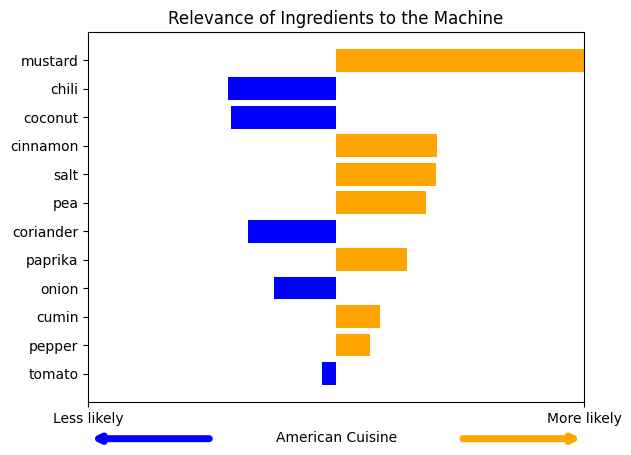 Relevance of Ingredients to the Machine
mustard
chili
coconut
cinnamon
salt
pea
coriander
paprika
onion
cumin
pepper
tomato
Less likely
More likely
American Cuisine